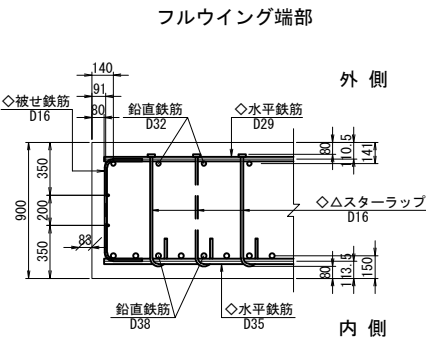 フルウイング端部
140
91
80
外 側
◇被せ鉄筋
D16
鉛直鉄筋
D32
◇水平鉄筋
D29
80
110.5
141
350
200
350
900
83
◇△スターラップ
D16
鉛直鉄筋
D38
◇水平鉄筋
D35
80
113.5
150
内 側